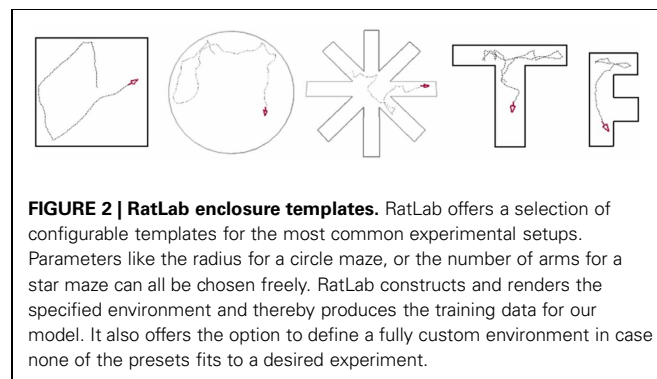 FIGURE 2 | RatLab enclosure templates. RatLab offers a selection of
configurable templates for the most common experimental setups.
Parameters like the radius for a circle maze, or the number of arms for a
star maze can all be chosen freely. RatLab constructs and renders the
specified environment and thereby produces the training data for our
model. It also offers the option to define a fully custom environment in case
none of the presets fits to a desired experiment.